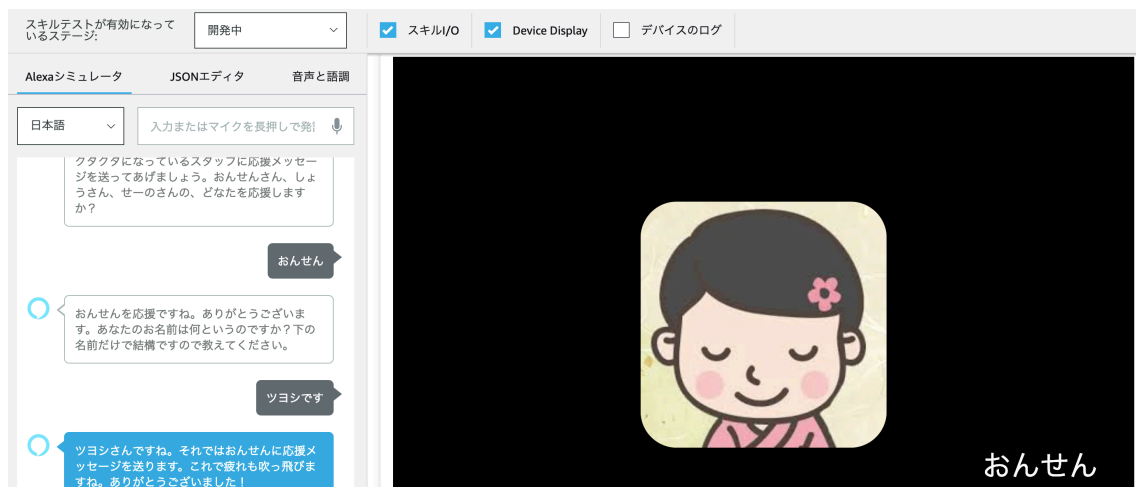 スキルテストが有効になって
いるステージ:
開発中
スキルI/O
Device Display
デバイスのログ
Alexaシミュレータ
JSONエディタ
音声と語調
日本語
入力またはマイクを長押しで発
クタクタになっているスタッフに応援メッセー
ジを送ってあげましょう。おんせんさん、しょ
うさん、せーのさんの、どなたを応援します
か？
おんせん
おんせんを応援ですね。ありがとうございま
す。あなたのお名前は何というのですか？下の
名前だけで結構ですので教えてください。
ツヨシです
ツヨシさんですね。それではおんせんに応援メ
ッセージを送ります。これで疲れも吹っ飛びま
すね。ありがとうございました！
おんせん